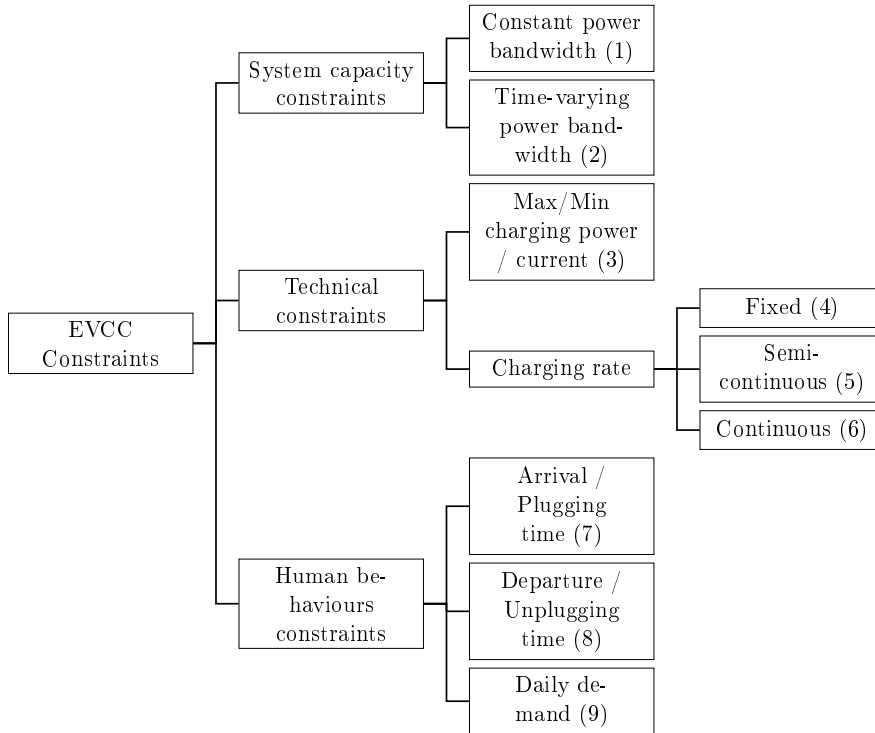 EVCC
Constraints
System capacity
constraints
Constant power
bandwidth (1)
Time-varying
power band-
width (2)
Technical
constraints
Max/Min
charging power
/ current (3)
Charging rate
Fixed (4)
Semi-
continuous (5)
Continuous (6)
Human be-
haviours
constraints
Arrival /
Plugging
time (7)
Departure /
Unplugging
time (8)
Daily de-
mand (9)